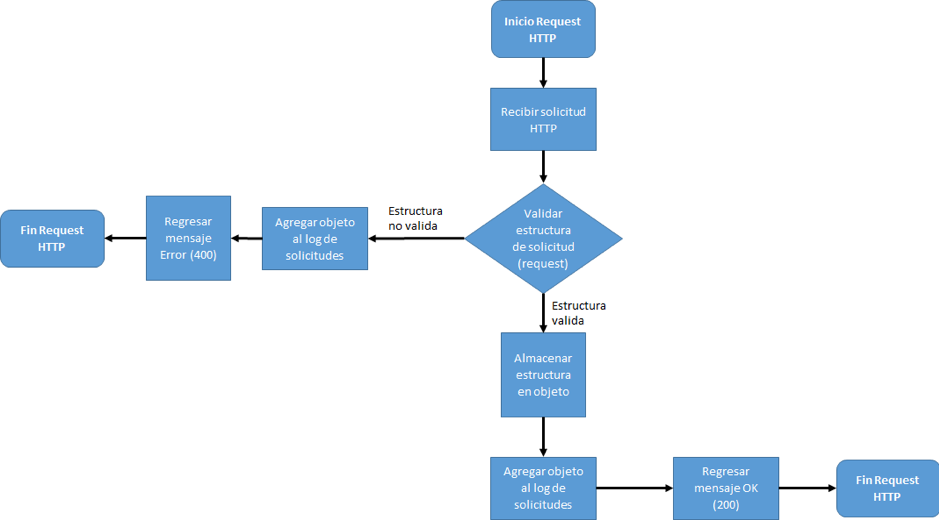 Inicio Request
HTTP
Recibir solicitud
HTTP
Validar
estructura
de solicitud
(request)
Estructura
no valida
Agregar objeto
al log de
solicitudes
Regresar
mensaje
Error (400)
Fin Request
HTTP
Estructura
valida
Almacenar
estructura
en objeto
Agregar objeto
al log de
solicitudes
Regresar
mensaje OK
(200)
Fin Request
HTTP